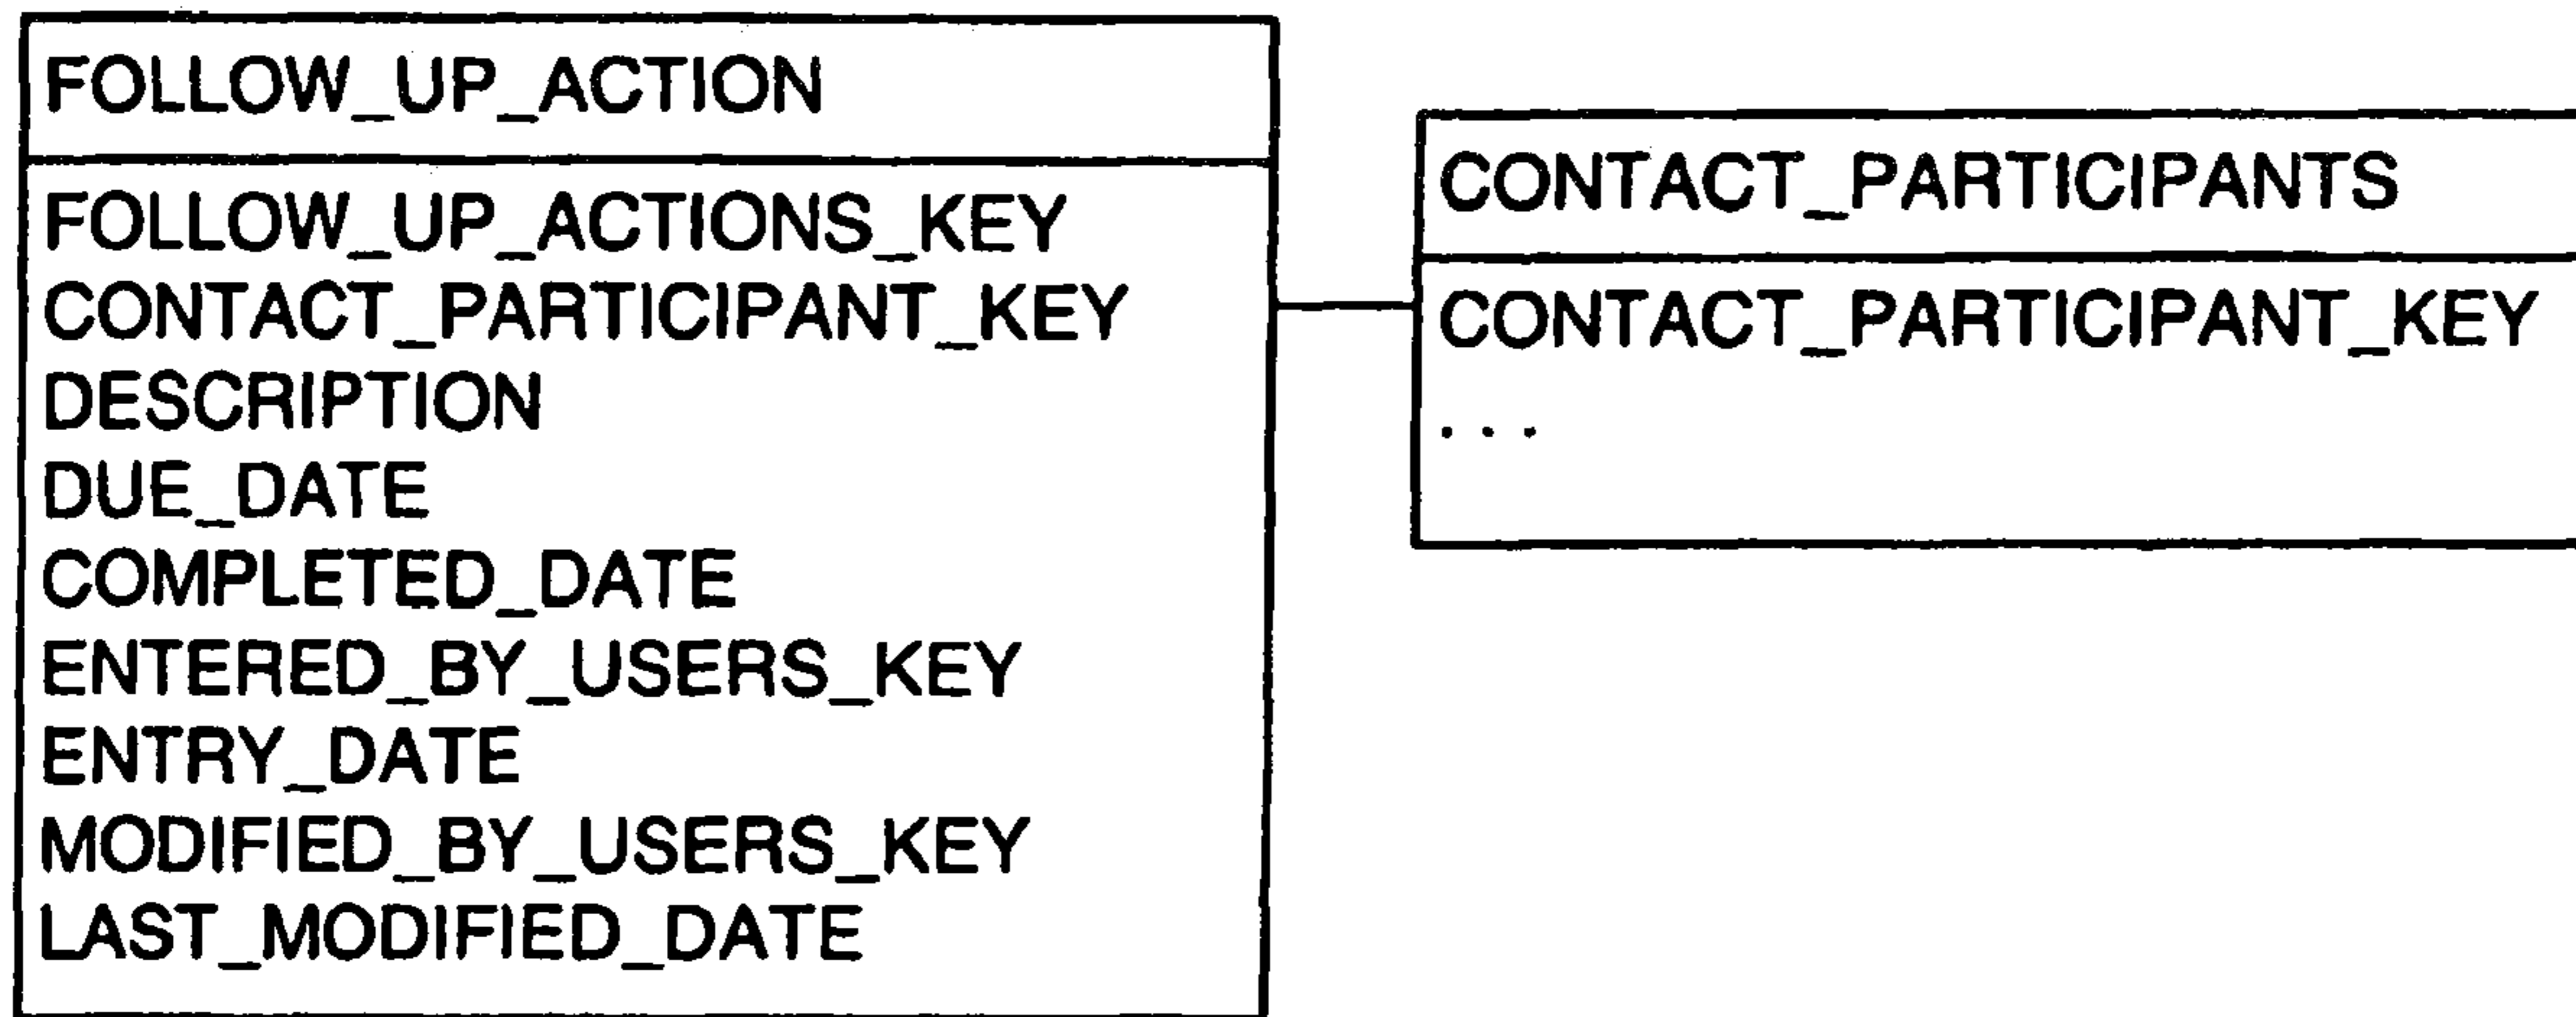 FOLLOW_UP_ACTION
FOLLOW_UP_ACTIONS_KEY
CONTACT_PARTICIPANT_KEY
DESCRIPTION
DUE_DATE
COMPLETED_DATE
ENTERED_BY_USERS_KEY
ENTRY_DATE
MODIFIED_BY_USERS_KEY
LAST_MODIFIED_DATE
CONTACT_PARTICIPANTS
CONTACT_PARTICIPANT_KEY
. . .